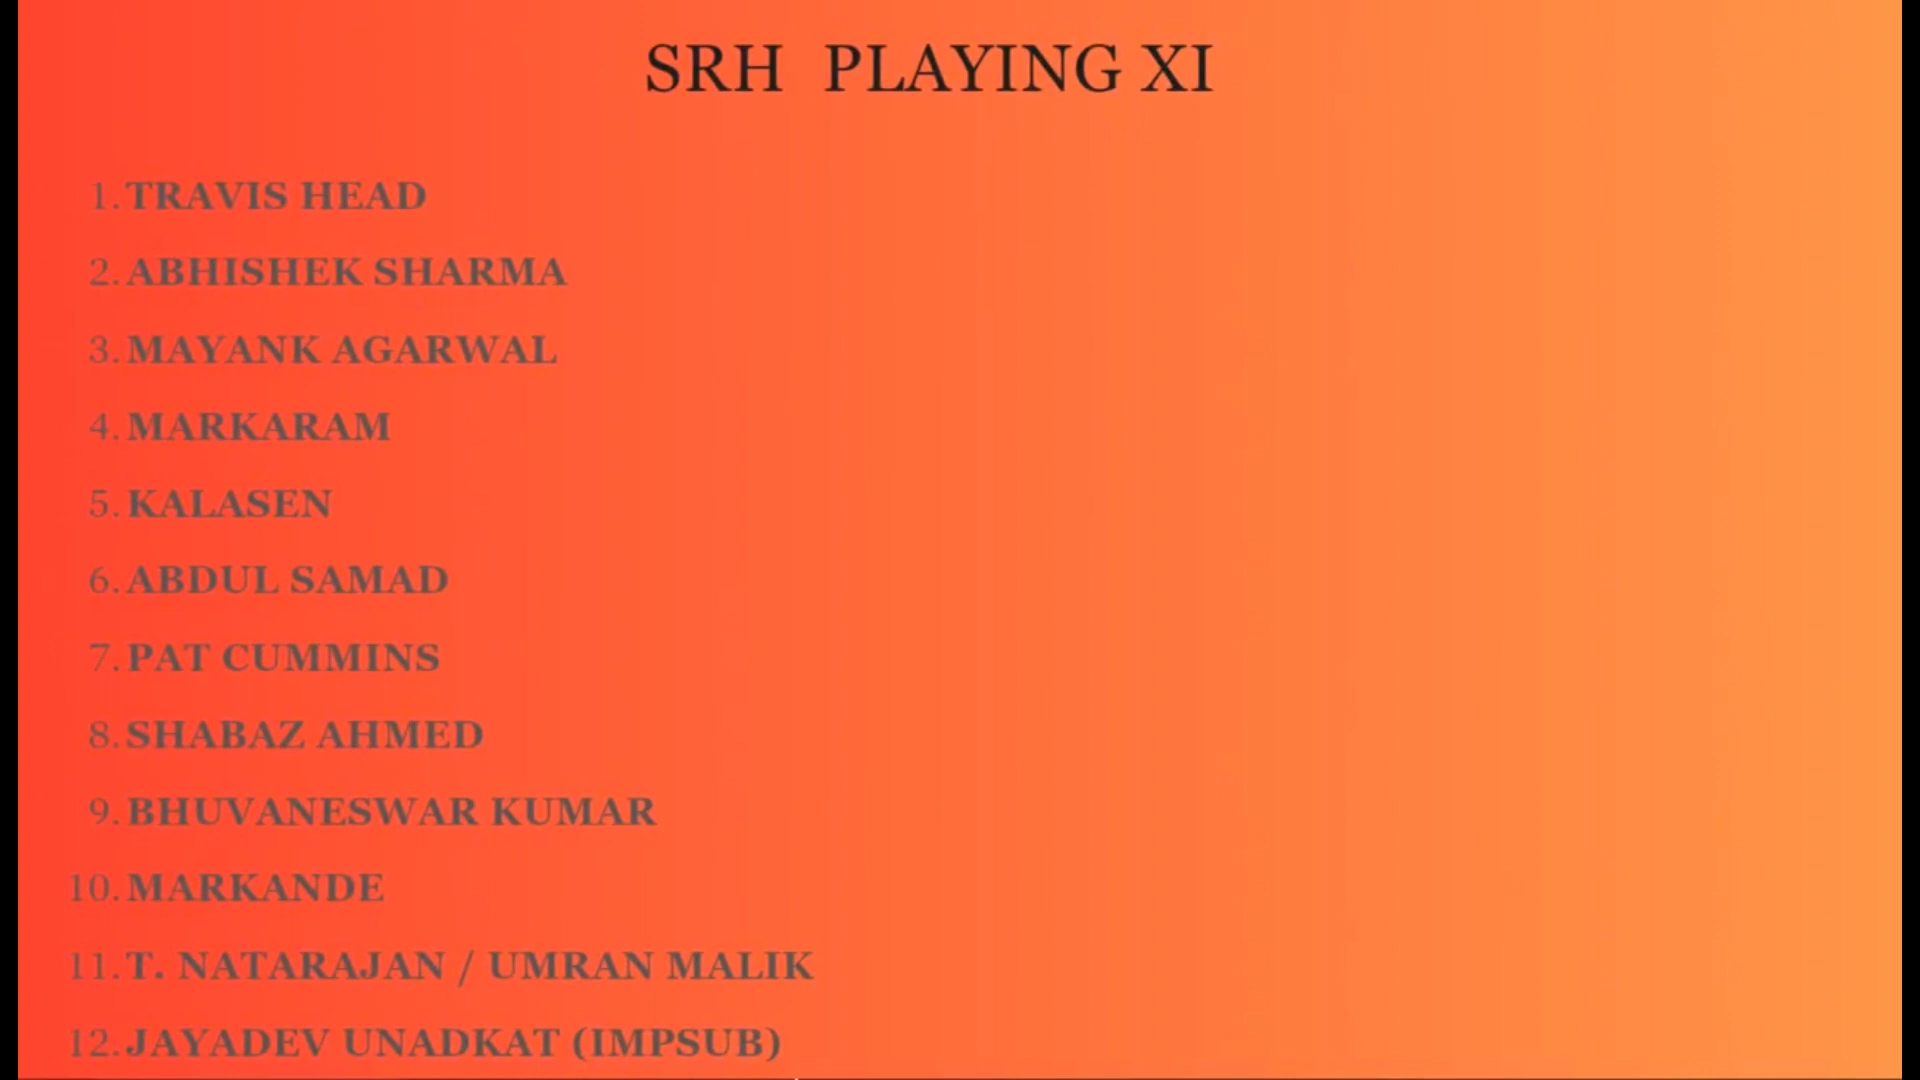 SRH PLAYING XI
1. TRAVIS HEAD
2. ABHISHEK SHARMA
3. MAYANK AGARWAL
4. MARKARAM
5. KALASEN
6. ABDUL SAMAD
7. PAT CUMMINS
8. SHABAZ AHMED
9. BHUVANESWAR KUMAR
10. MARKANDE
11. T. NATARAJAN / UMRAN MALIK
12. JAYADEV UNADKAT (IMPSUB)